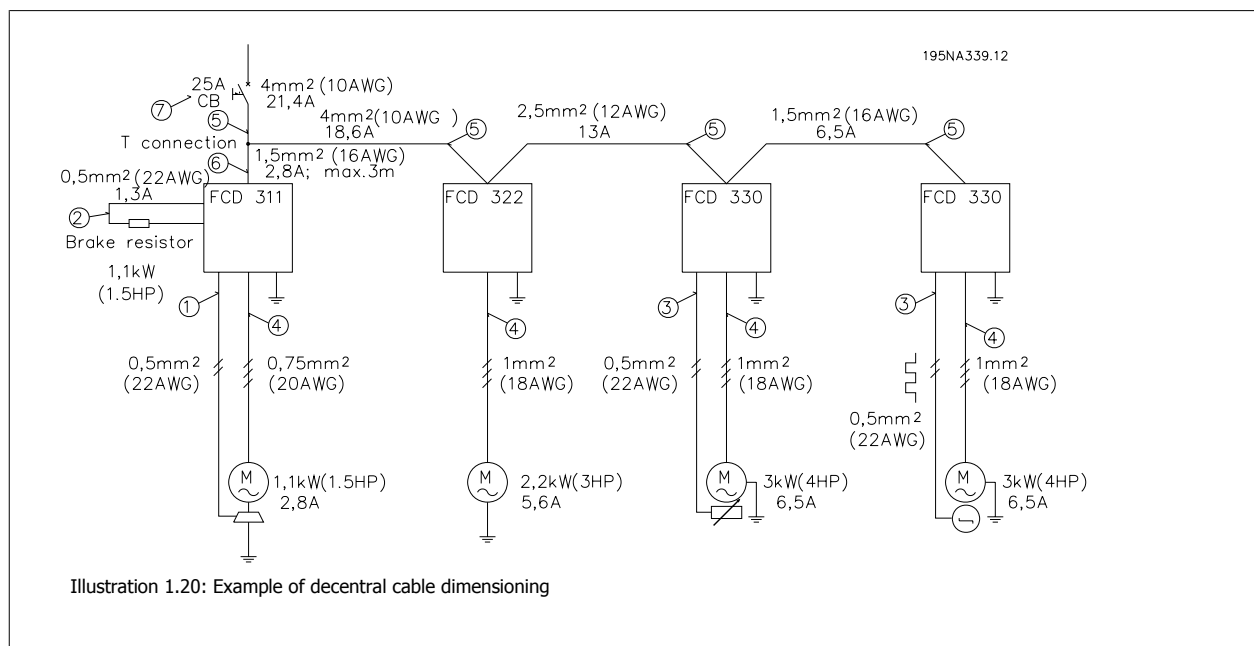 195NA339.12
25A
CB
7
4mm² (10AWG)
21,4A
5
T connection
4mm² (10AWG )
18,6A
5
2,5mm² (12AWG)
13A
5
1,5mm² (16AWG)
6,5A
5
6
1,5mm² (16AWG)
2,8A; max.3m
0,5mm² (22AWG)
1,3A
2
Brake resistor
FCD 311
FCD 322
FCD 330
FCD 330
1,1kW
(1.5HP)
1
4
4
3
4
3
4
0,5mm²
(22AWG)
0,75mm²
(20AWG)
1mm²
(18AWG)
0,5mm²
(22AWG)
1mm²
(18AWG)
0,5mm²
(22AWG)
1mm²
(18AWG)
M
1,1kW(1.5HP)
2,8A
M
2,2kW(3HP)
5,6A
M
3kW(4HP)
6,5A
M
3kW(4HP)
6,5A
Illustration 1.20: Example of decentral cable dimensioning